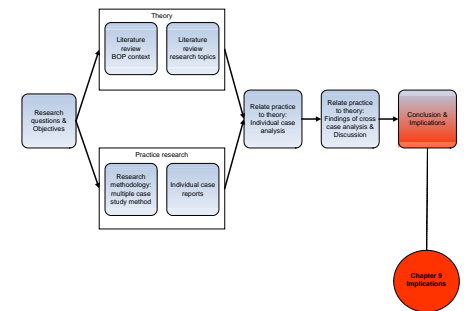 Theory
Literature
review
BOP context
Literature
review
research topics
Research
questions &
Objectives
Relate practice
to theory:
Individual case
analysis
Relate practice
to theory:
Findings of cross
case analysis &
Discussion
Conclusion &
Implications
Practice research
Research
methodology:
multiple case
study method
Individual case
reports
Chapter 9
Implications